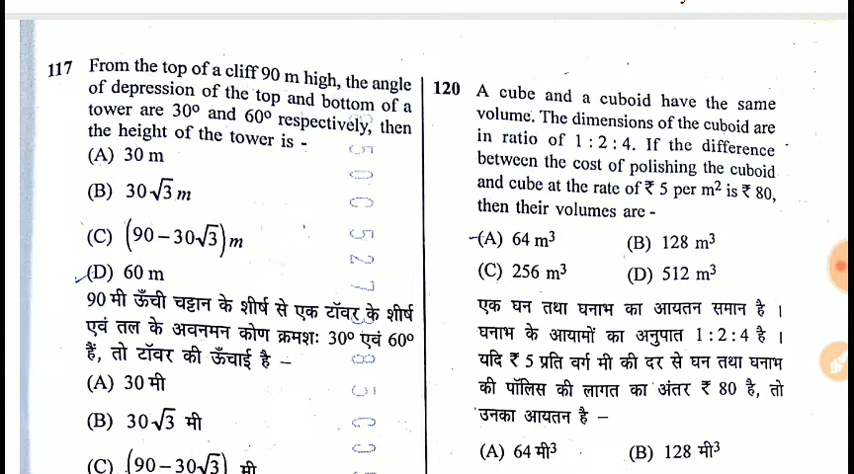 117 From the top of a cliff 90 m high, the angle
of depression of the top and bottom of a
tower are 30° and 60° respectively, then
the height of the tower is -
(A) 30 m
(B) 30√3 m
(C) (90 – 30√3) m
(D) 60 m
90 मी ऊँची चट्टान के शीर्ष से एक टॉवर के शीर्ष
एवं तल के अवनमन कोण क्रमशः 30° एवं 60°
हैं, तो टॉवर की ऊँचाई है –
(A) 30 मी
(B) 30√3 मी
(C) (90 – 30√3) मी
120 A cube and a cuboid have the same
volume. The dimensions of the cuboid are
in ratio of 1 : 2 : 4. If the difference
between the cost of polishing the cuboid
and cube at the rate of ₹ 5 per m² is ₹ 80,
then their volumes are -
(A) 64 m³ (B) 128 m³
(C) 256 m³ (D) 512 m³
एक घन तथा घनाभ का आयतन समान है ।
घनाभ के आयामों का अनुपात 1 : 2 : 4 है ।
यदि ₹ 5 प्रति वर्ग मी की दर से घन तथा घनाभ
की पॉलिस की लागत का अंतर ₹ 80 है, तो
उनका आयतन है –
(A) 64 मी³ (B) 128 मी³